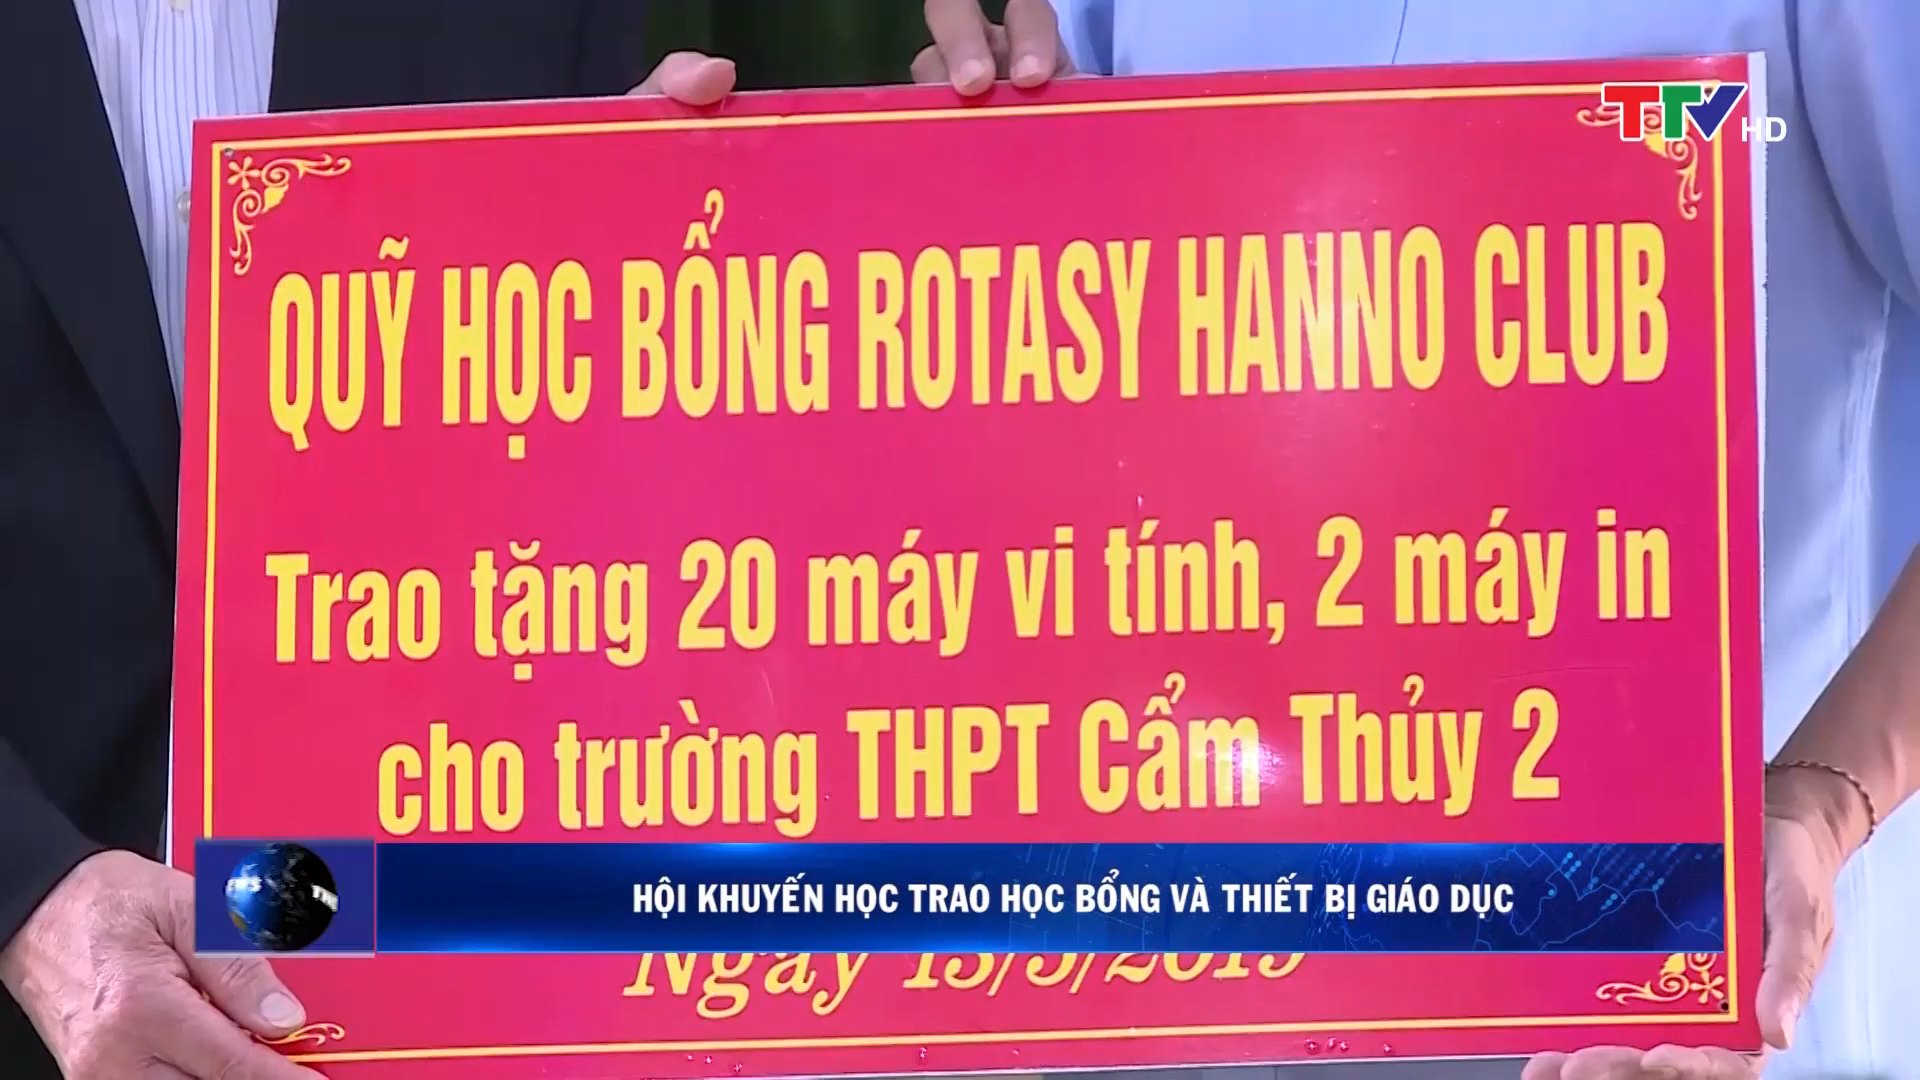 TTV HD
QUỸ HỌC BỔNG ROTASY HANNO CLUB
Trao tặng 20 máy vi tính, 2 máy in
cho trường THPT Cẩm Thủy 2
HỘI KHUYẾN HỌC TRAO HỌC BỔNG VÀ THIẾT BỊ GIÁO DỤC
Ngày